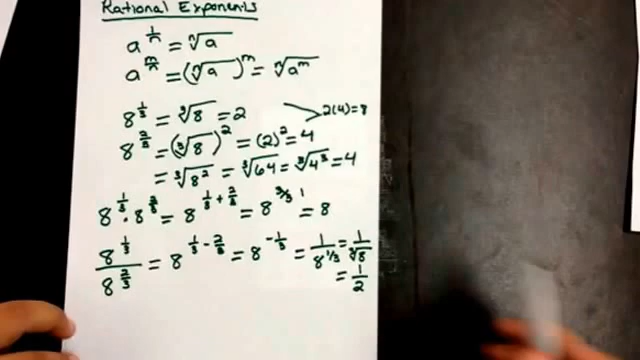 Rational Exponents
a^(1/n) = ⁿ√a
a^(m/n) = (ⁿ√a)^m = ⁿ√(a^m)
8^(1/3) = ³√8 = 2
2(4)=8
8^(2/3) = (³√8)^2 = (2)^2 = 4
= ³√(8^2) = ³√64 = ³√(4^3) = 4
8^(1/3) · 8^(2/3) = 8^(1/3 + 2/3) = 8^(3/3) = 8^1 = 8
8^(1/3) / 8^(2/3) = 8^(1/3 - 2/3) = 8^(-1/3) = 1/8^(1/3) = 1/³√8
= 1/2